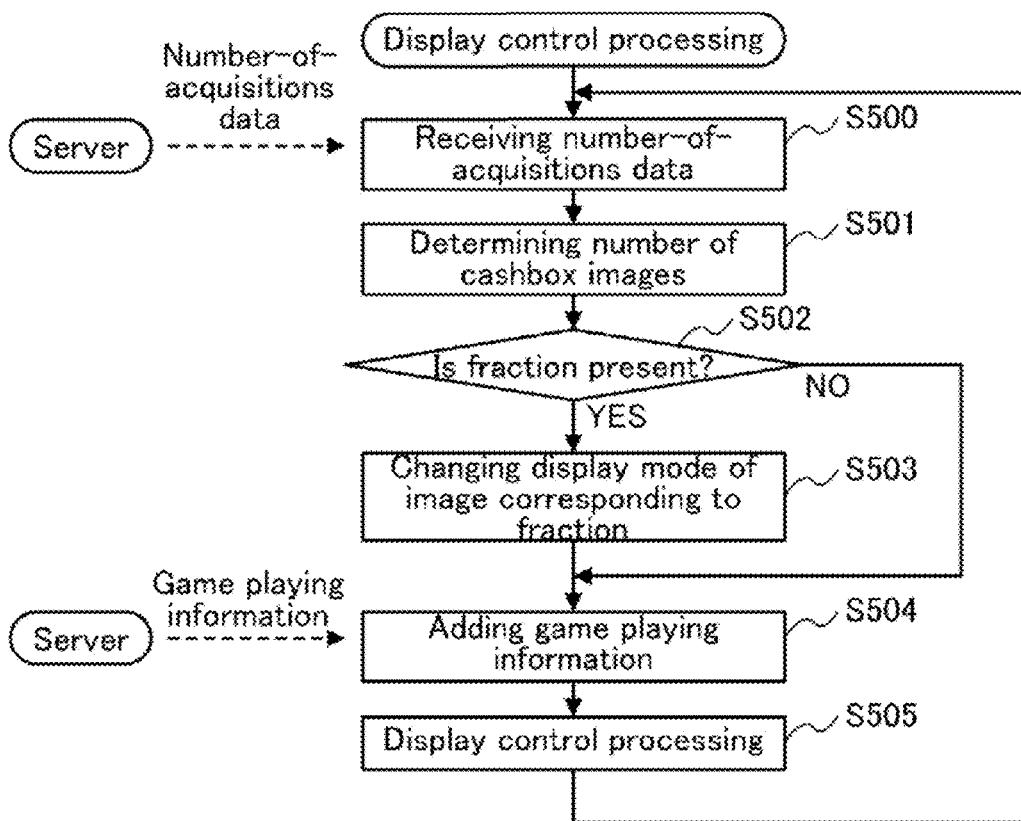 Display control processing
Number-of-
acquisitions
data
Server
Receiving number-of-
acquisitions data
S500
Determining number of
cashbox images
S501
S502
Is fraction present?
NO
YES
Changing display mode of
image corresponding to
fraction
S503
Game playing
information
Server
Adding game playing
information
S504
Display control processing
S505